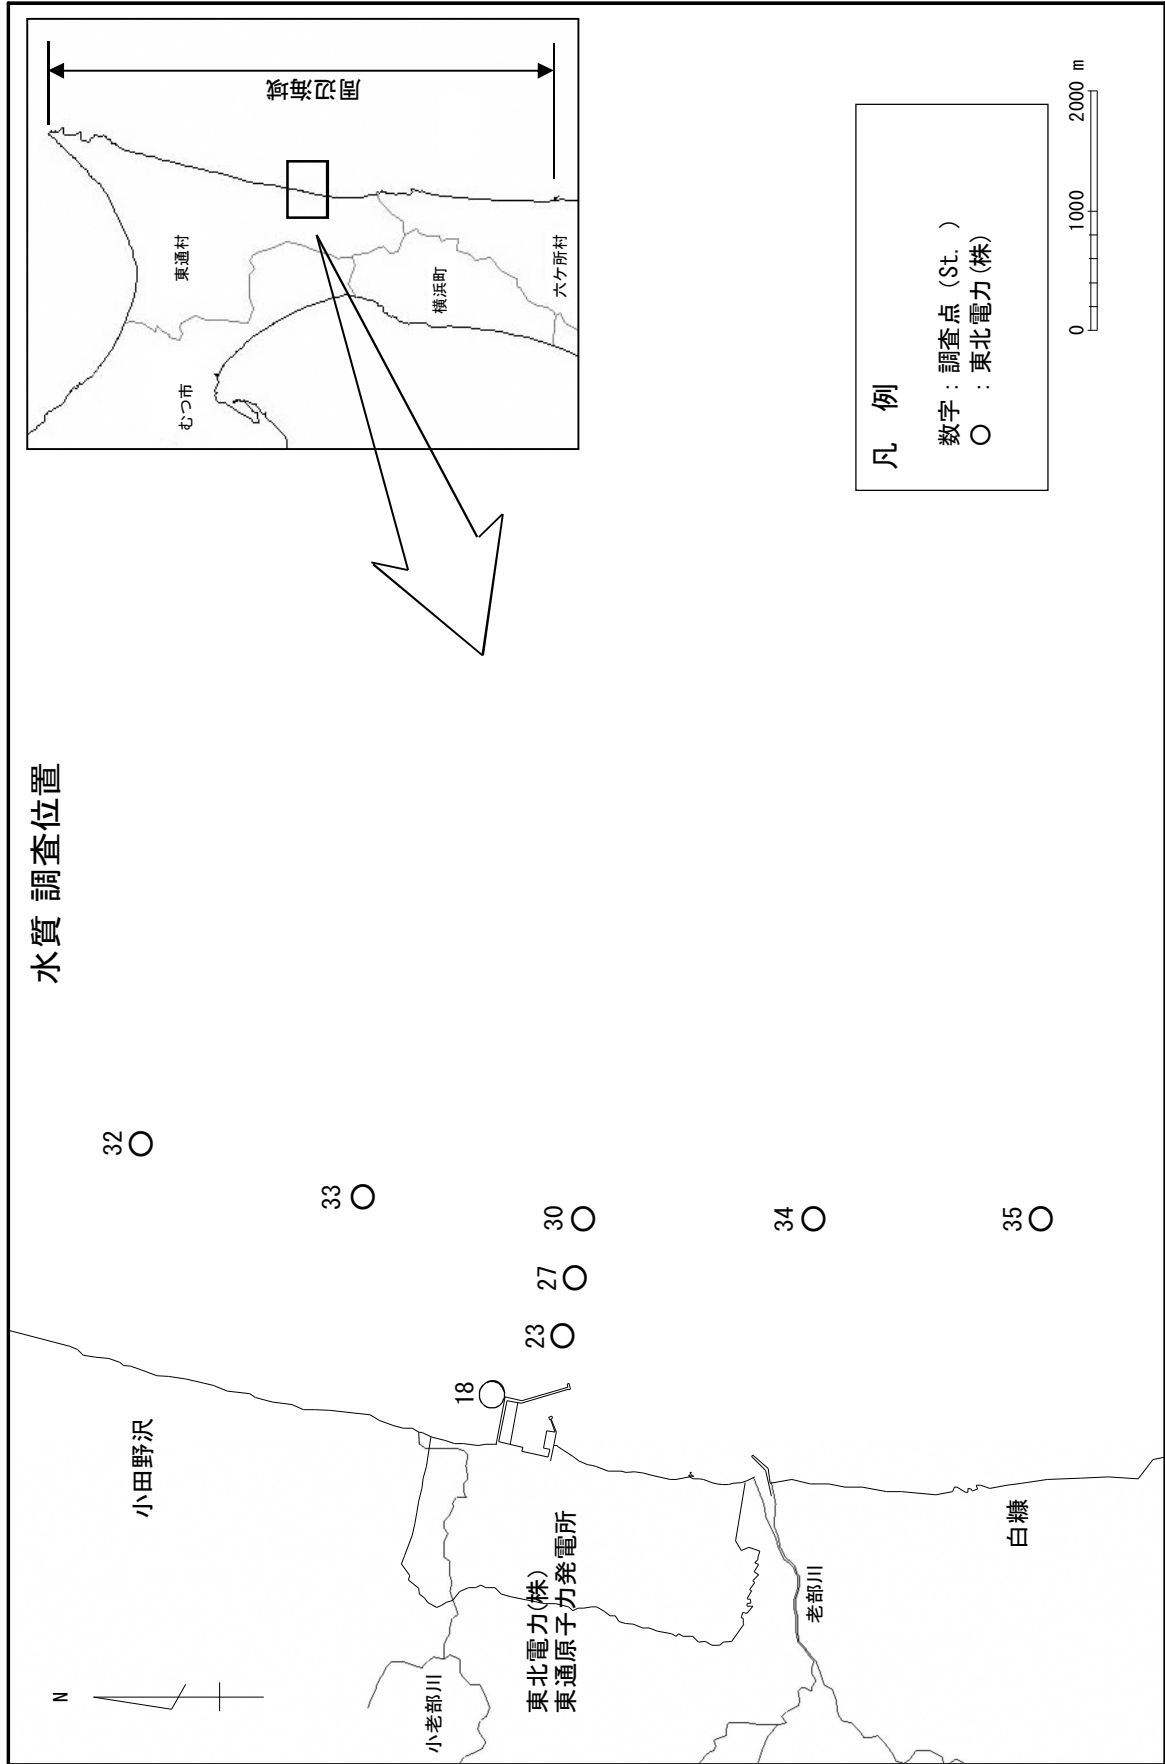 水質 調査位置
周辺海域
むつ市
東通村
横浜町
六ケ所村
N
小田野沢
小老部川
東北電力(株)
東通原子力発電所
老部川
白糠
32
33
18
23
27
30
34
35
凡 例
数字：調査点 (St. )
○ ：東北電力(株)
0 1000 2000 m